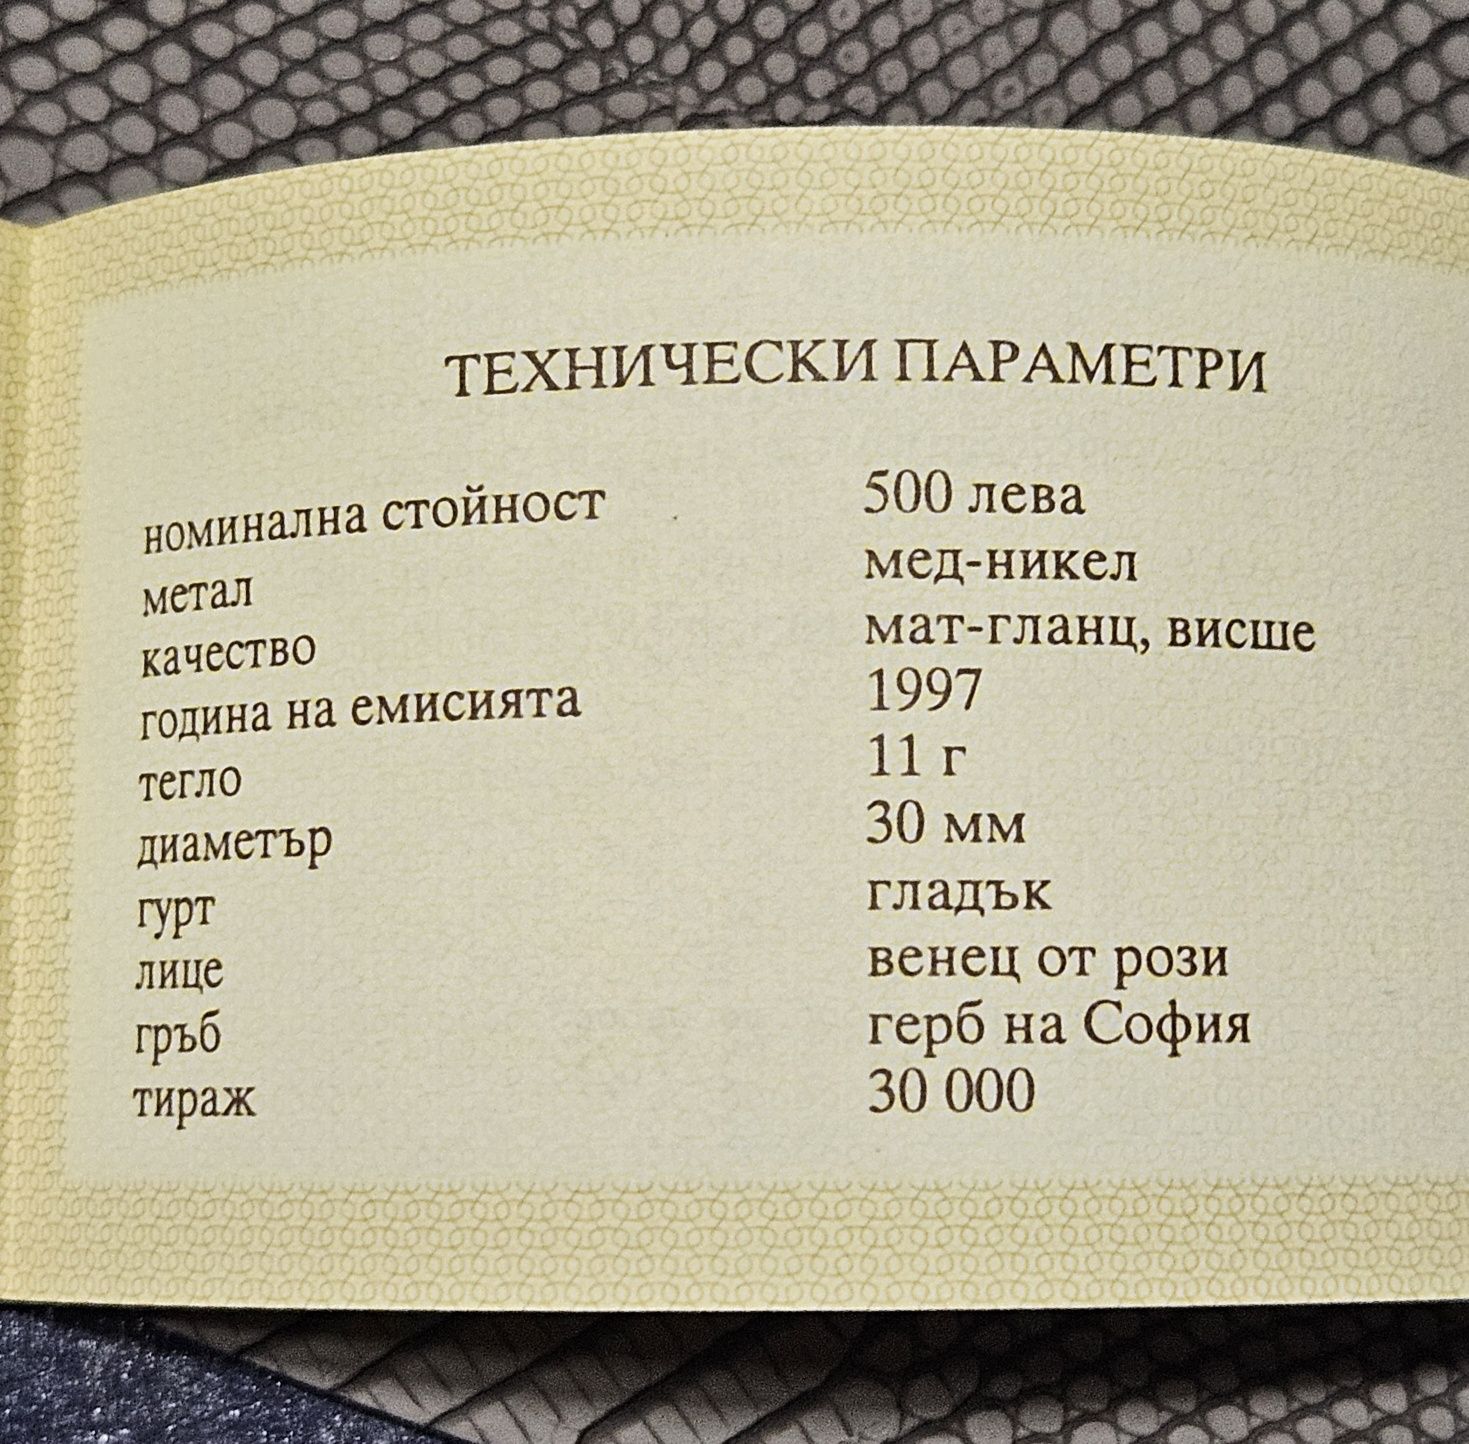 ТЕХНИЧЕСКИ ПАРАМЕТРИ
номинална стойност 500 лева
метал мед-никел
качество мат-гланц, висше
година на емисията 1997
тегло 11 г
диаметър 30 мм
гурт гладък
лице венец от рози
гръб герб на София
тираж 30 000